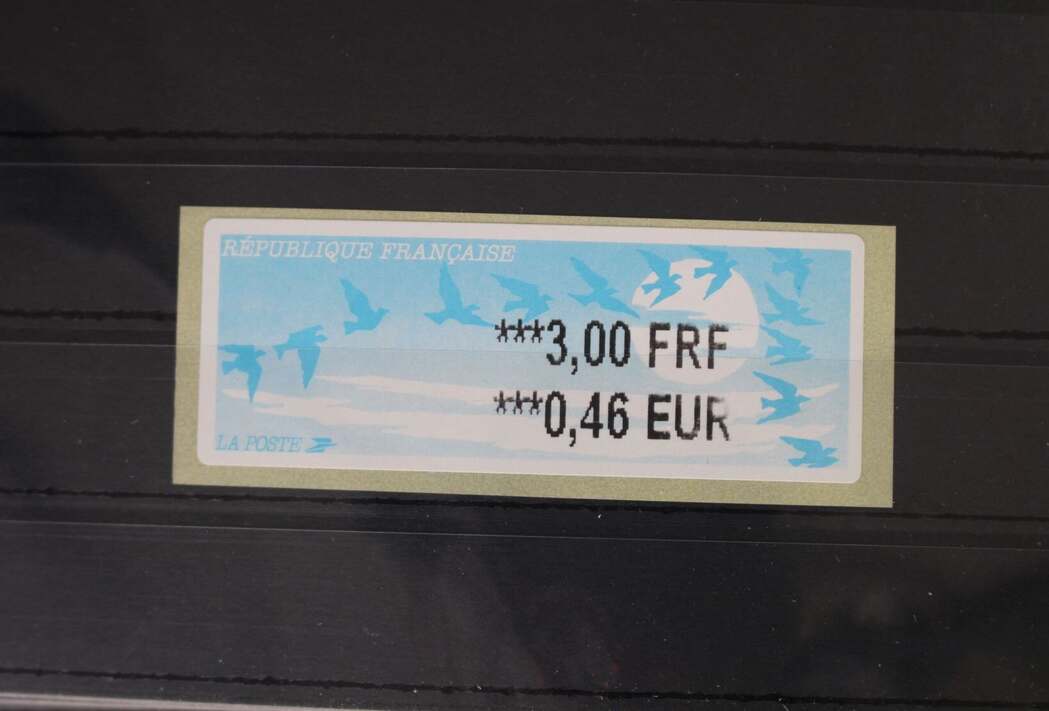 RÉPUBLIQUE FRANÇAISE
***3,00 FRF
***0,46 EUR
LA POSTE